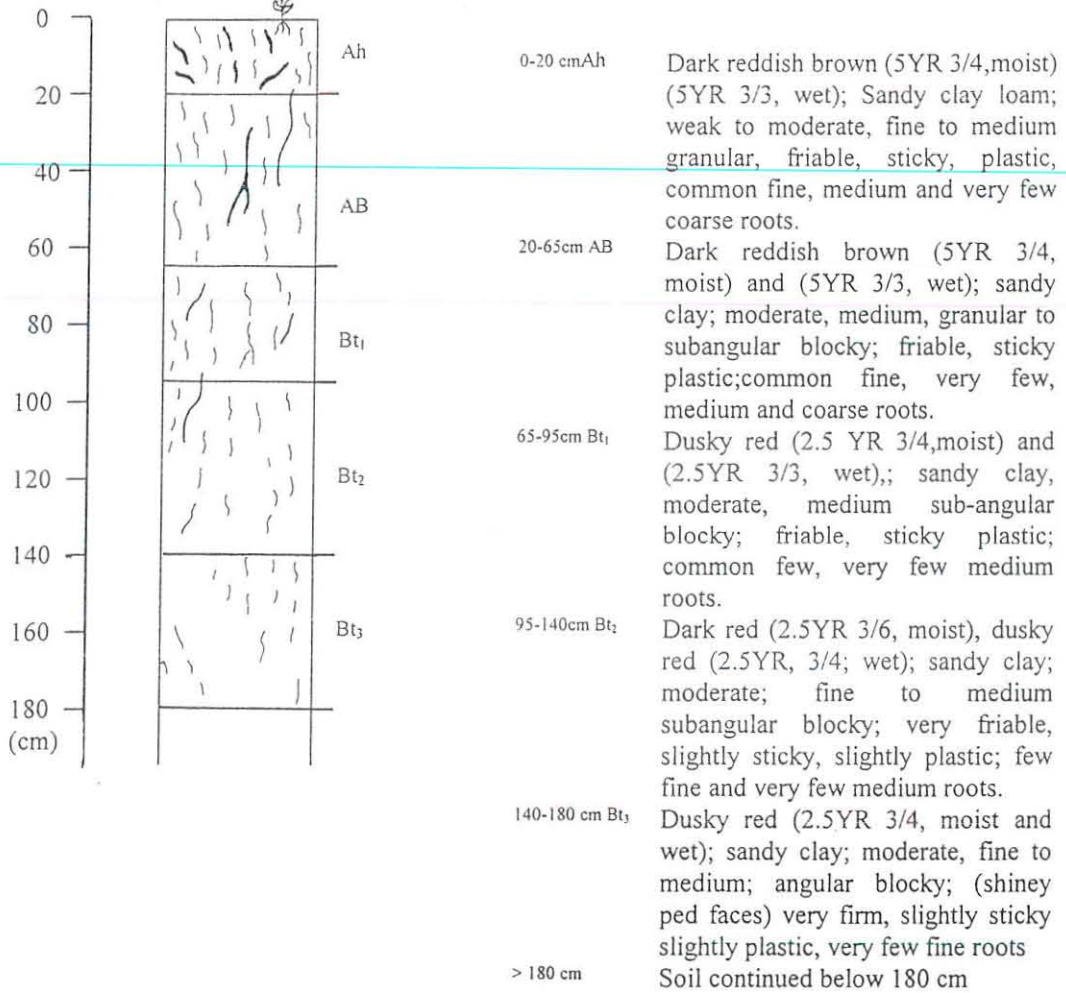 0
20
40
60
80
100
120
140
160
180
(cm)
Ah
AB
Bt₁
Bt₂
Bt₃
0-20 cmAh
Dark reddish brown (5YR 3/4,moist)
(5YR 3/3, wet); Sandy clay loam;
weak to moderate, fine to medium
granular, friable, sticky, plastic,
common fine, medium and very few
coarse roots.
20-65cm AB
Dark reddish brown (5YR 3/4,
moist) and (5YR 3/3, wet); sandy
clay; moderate, medium, granular to
subangular blocky; friable, sticky
plastic;common fine, very few,
medium and coarse roots.
65-95cm Bt₁
Dusky red (2.5 YR 3/4,moist) and
(2.5YR 3/3, wet),; sandy clay,
moderate, medium sub-angular
blocky; friable, sticky plastic;
common few, very few medium
roots.
95-140cm Bt₂
Dark red (2.5YR 3/6, moist), dusky
red (2.5YR, 3/4; wet); sandy clay;
moderate; fine to medium
subangular blocky; very friable,
slightly sticky, slightly plastic; few
fine and very few medium roots.
140-180 cm Bt₃
Dusky red (2.5YR 3/4, moist and
wet); sandy clay; moderate, fine to
medium; angular blocky; (shiney
ped faces) very firm, slightly sticky
slightly plastic, very few fine roots
> 180 cm
Soil continued below 180 cm